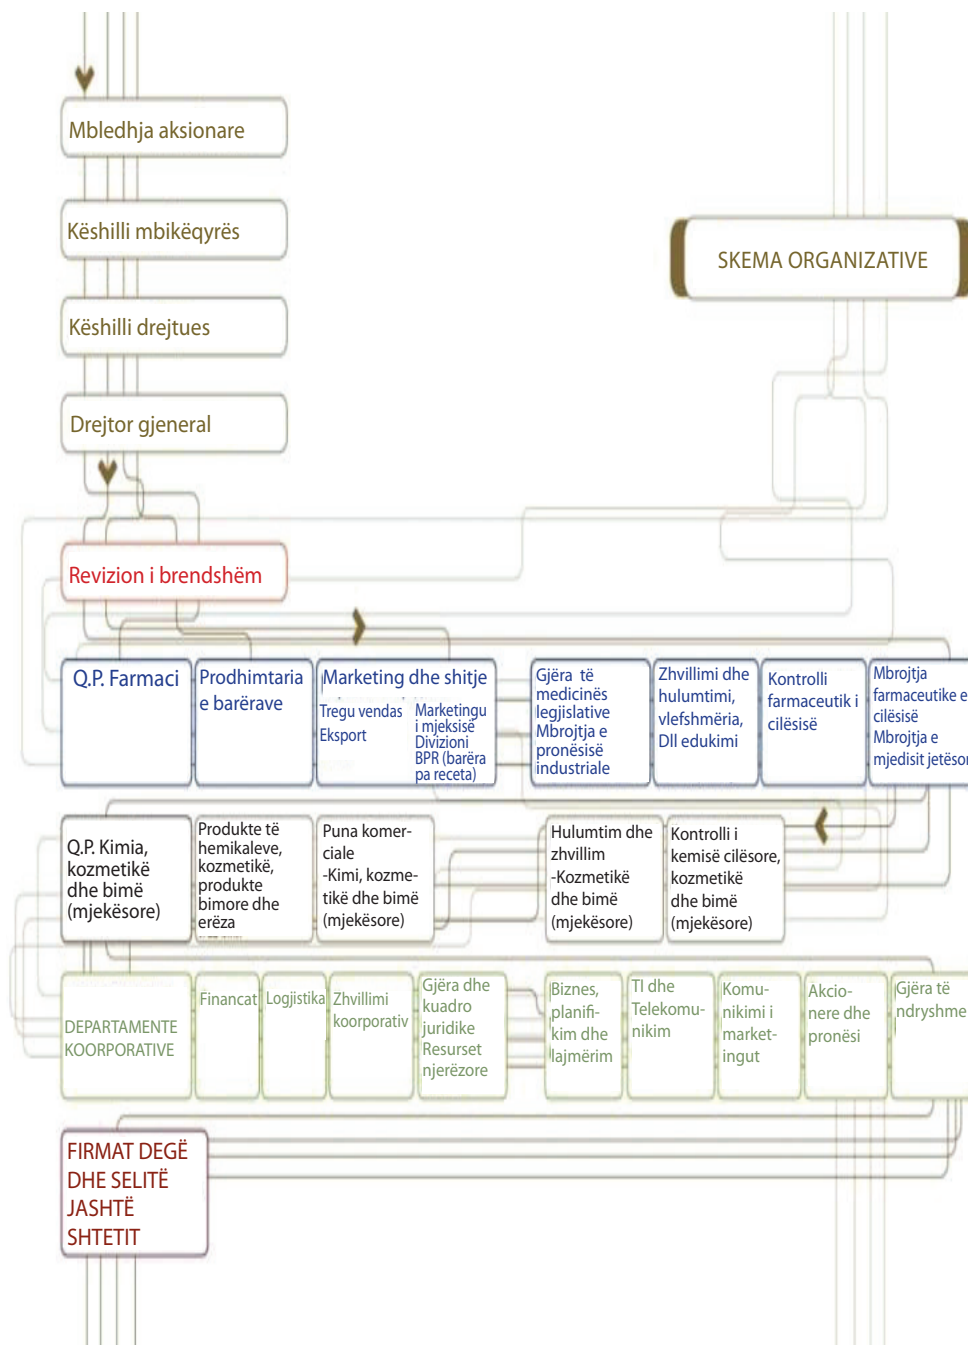 Mbledhja aksionare
Këshilli mbikëqyrës
SKEMA ORGANIZATIVE
Këshilli drejtues
Drejtor gjeneral
Revizion i brendshëm
Q.P. Farmaci
Prodhimtaria
e barërave
Marketing dhe shitje
Tregu vendas
Eksport
Marketingu
i mjeksisë
Divizioni
BPR (barëra
pa receta)
Gjëra të
medicinës
legjislative
Mbrojtja e
pronësisë
industriale
Zhvillimi dhe
hulumtimi,
vlefshmëria,
Dll edukimi
Kontrolli
farmaceutik i
cilësisë
Mbrojtja
farmaceutike e
cilësisë
Mbrojtja e
mjedisit jetësor
Q.P. Kimia,
kozmetikë
dhe bimë
(mjekësore)
Produkte të
hemikaleve,
kozmetikë,
produkte
bimore dhe
erëza
Puna komer-
ciale
-Kimi, kozme-
tikë dhe bimë
(mjekësore)
Hulumtim dhe
zhvillim
-Kozmetikë
dhe bimë
(mjekësore)
Kontrolli i
kemisë cilësore,
kozmetikë
dhe bimë
(mjekësore)
DEPARTAMENTE
KOORPORATIVE
Financat
Logjistika
Zhvillimi
koorporativ
Gjëra dhe
kuadro
juridike
Resurset
njerëzore
Biznes,
planifi-
kim dhe
lajmërim
TI dhe
Telekomu-
nikim
Komu-
nikimi i
market-
ingut
Akcio-
nere dhe
pronësi
Gjëra të
ndryshme
FIRMAT DEGË
DHE SELITË
JASHTË
SHTETIT